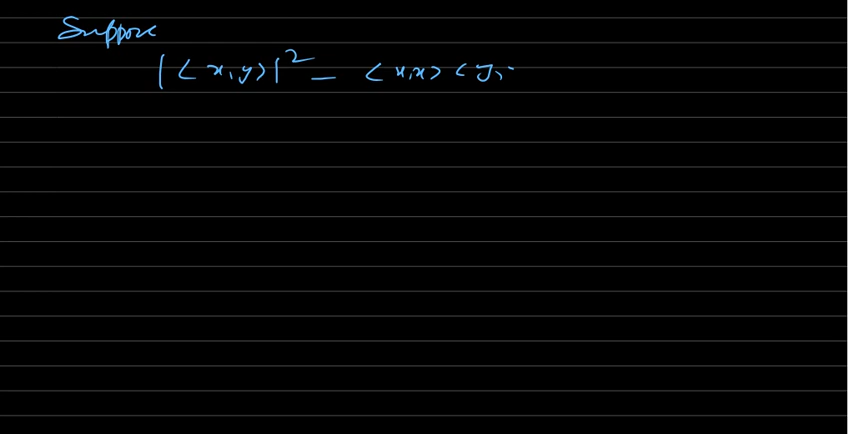 Suppose
|<x,y>|² — <x,x> <y,